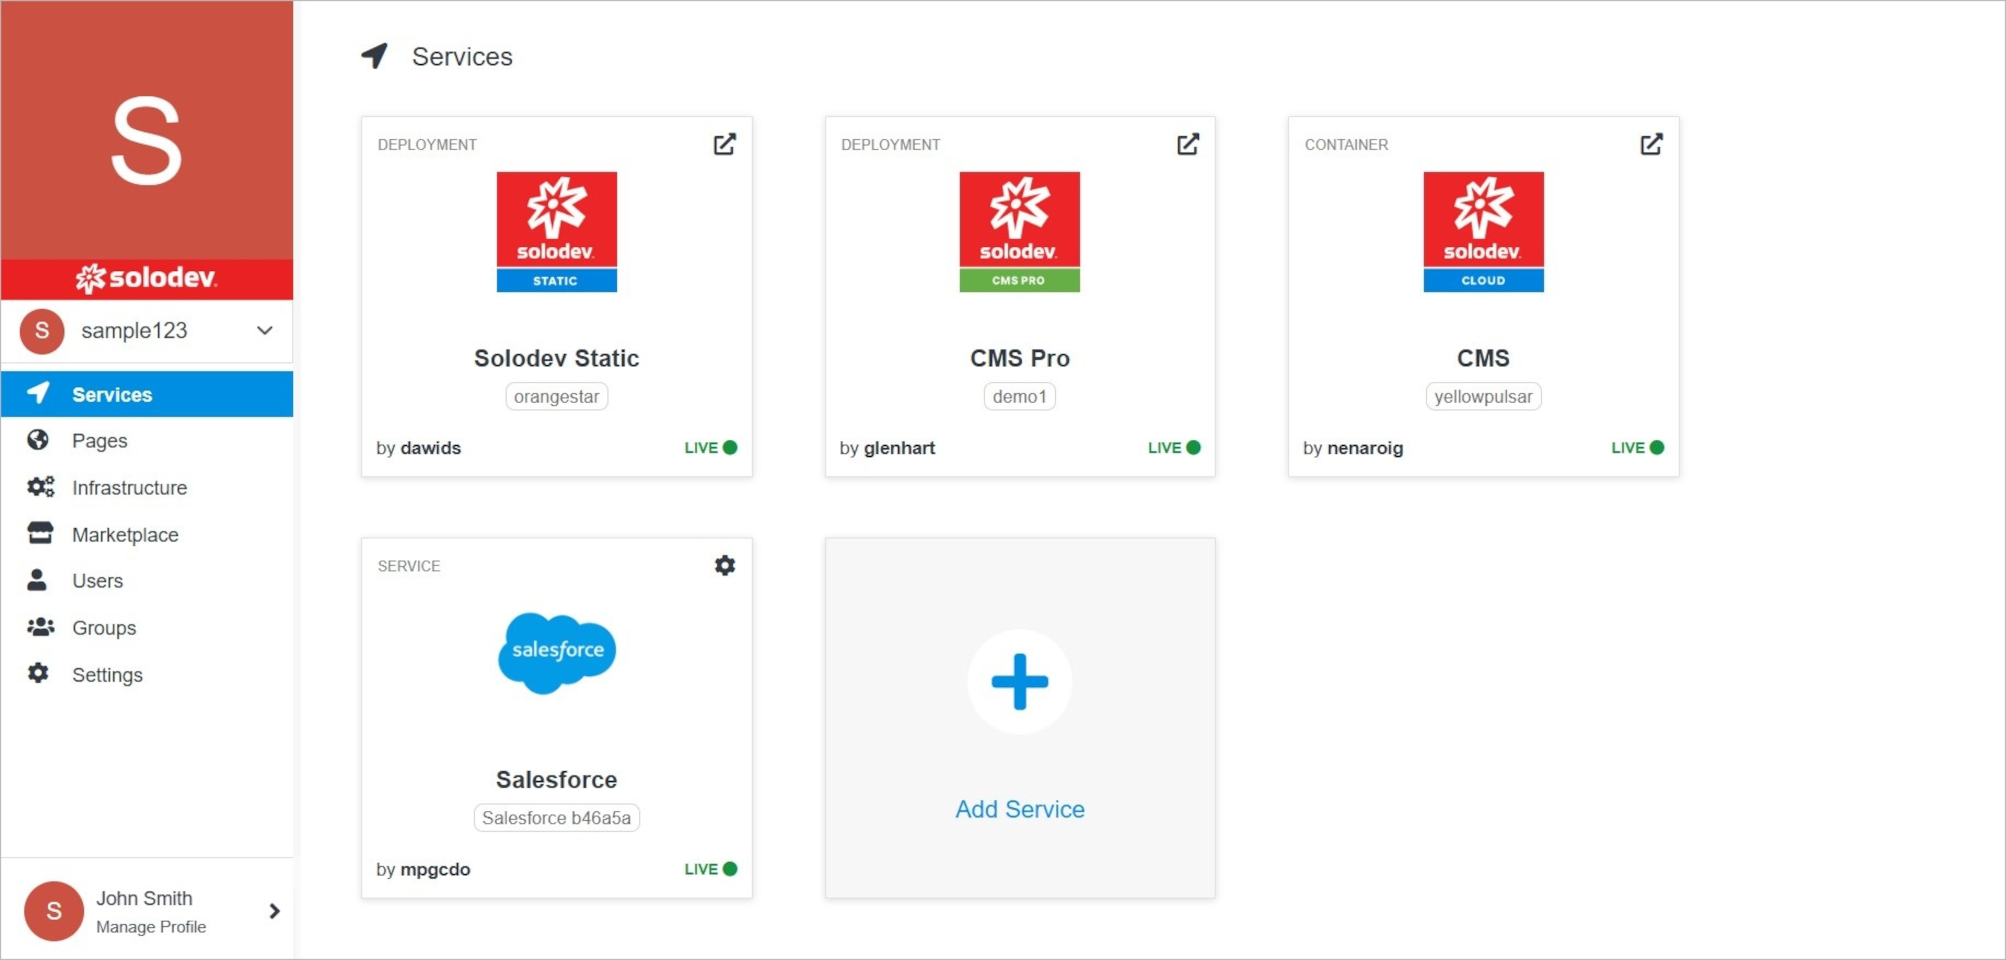 S
solodev
S sample123
Services
Pages
Infrastructure
Marketplace
Users
Groups
Settings
S John Smith
Manage Profile
Services
DEPLOYMENT
solodev
STATIC
Solodev Static
orangestar
by dawids LIVE
DEPLOYMENT
solodev
CMS PRO
CMS Pro
demo1
by glenhart LIVE
CONTAINER
solodev
CLOUD
CMS
yellowpulsar
by nenaroig LIVE
SERVICE
salesforce
Salesforce
Salesforce b46a5a
by mpgcdo LIVE
Add Service